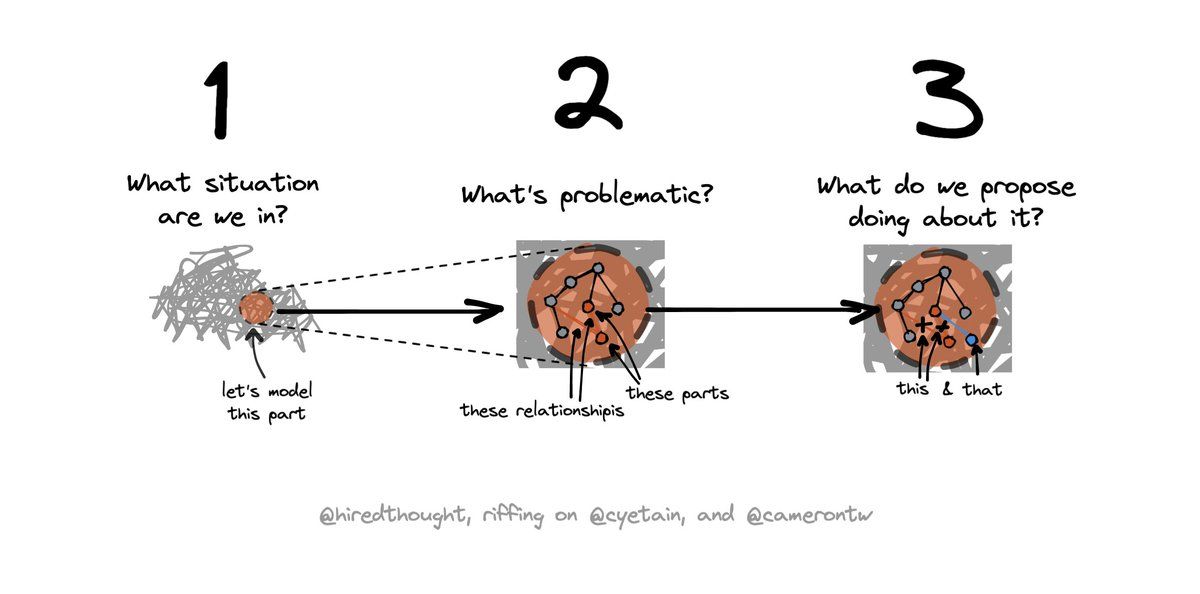 1
2
3
What situation
are we in?
What's problematic?
What do we propose
doing about it?
let's model
this part
these relationshipis
these parts
this & that
@hiredthought, riffing on @cyetain, and @camerontw